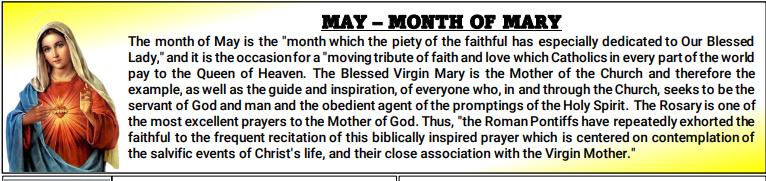 MAY – MONTH OF MARY
The month of May is the "month which the piety of the faithful has especially dedicated to Our Blessed
Lady," and it is the occasion for a "moving tribute of faith and love which Catholics in every part of the world
pay to the Queen of Heaven. The Blessed Virgin Mary is the Mother of the Church and therefore the
example, as well as the guide and inspiration, of everyone who, in and through the Church, seeks to be the
servant of God and man and the obedient agent of the promptings of the Holy Spirit. The Rosary is one of
the most excellent prayers to the Mother of God. Thus, "the Roman Pontiffs have repeatedly exhorted the
faithful to the frequent recitation of this biblically inspired prayer which is centered on contemplation of
the salvific events of Christ's life, and their close association with the Virgin Mother."